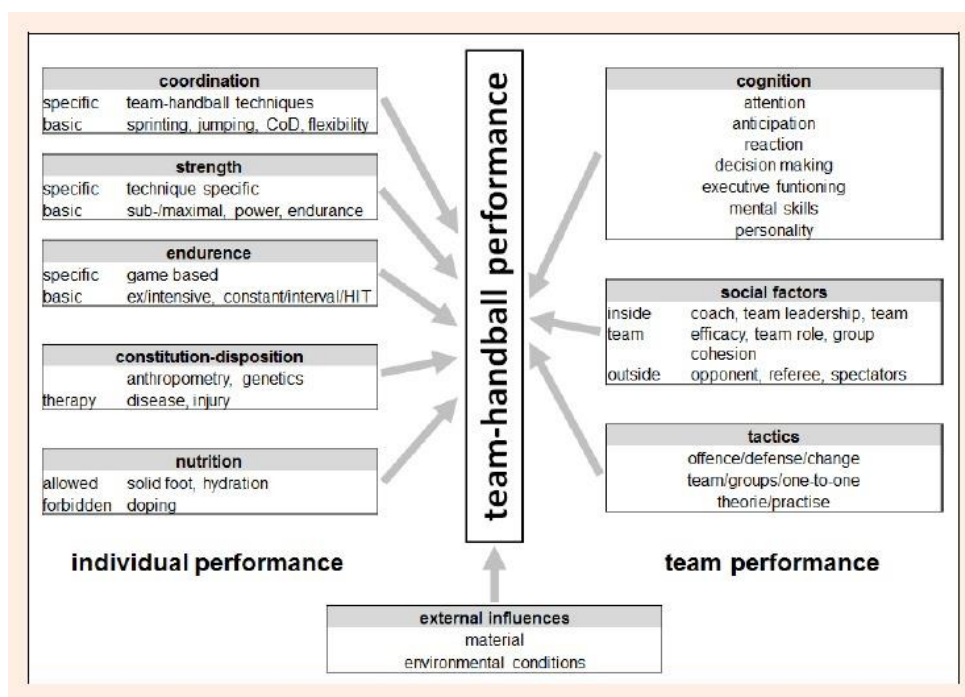 coordination
specific team-handball techniques
basic sprinting, jumping, CoD, flexibility
strength
specific technique specific
basic sub-/maximal, power, endurance
endurence
specific game based
basic ex/intensive, constant/interval/HIT
constitution-disposition
anthropometry, genetics
therapy disease, injury
nutrition
allowed solid foot, hydration
forbidden doping
individual performance
team-handball performance
cognition
attention
anticipation
reaction
decision making
executive funtioning
mental skills
personality
social factors
inside coach, team leadership, team
team efficacy, team role, group
cohesion
outside opponent, referee, spectators
tactics
offence/defense/change
team/groups/one-to-one
theorie/practise
team performance
external influences
material
environmental conditions